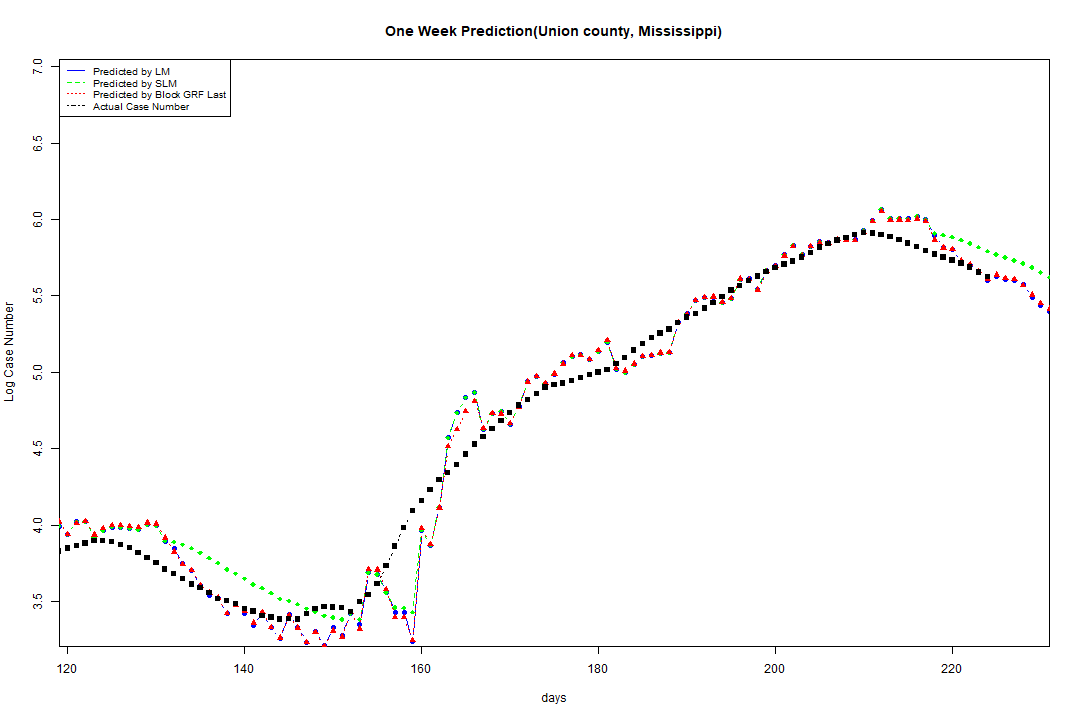 One Week Prediction(Union county, Mississippi)
Predicted by LM
Predicted by SLM
Predicted by Block GRF Last
Actual Case Number
7.0
6.5
6.0
5.5
5.0
4.5
4.0
3.5
Log Case Number
120 140 160 180 200 220
days